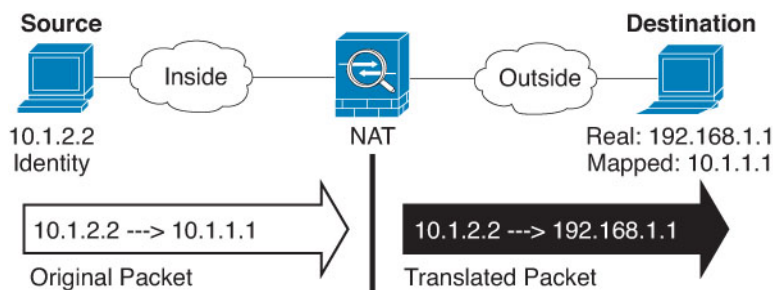 Source
Destination
Inside
Outside
10.1.2.2
Identity
NAT
Real: 192.168.1.1
Mapped: 10.1.1.1
10.1.2.2 ---> 10.1.1.1
10.1.2.2 ---> 192.168.1.1
Original Packet
Translated Packet